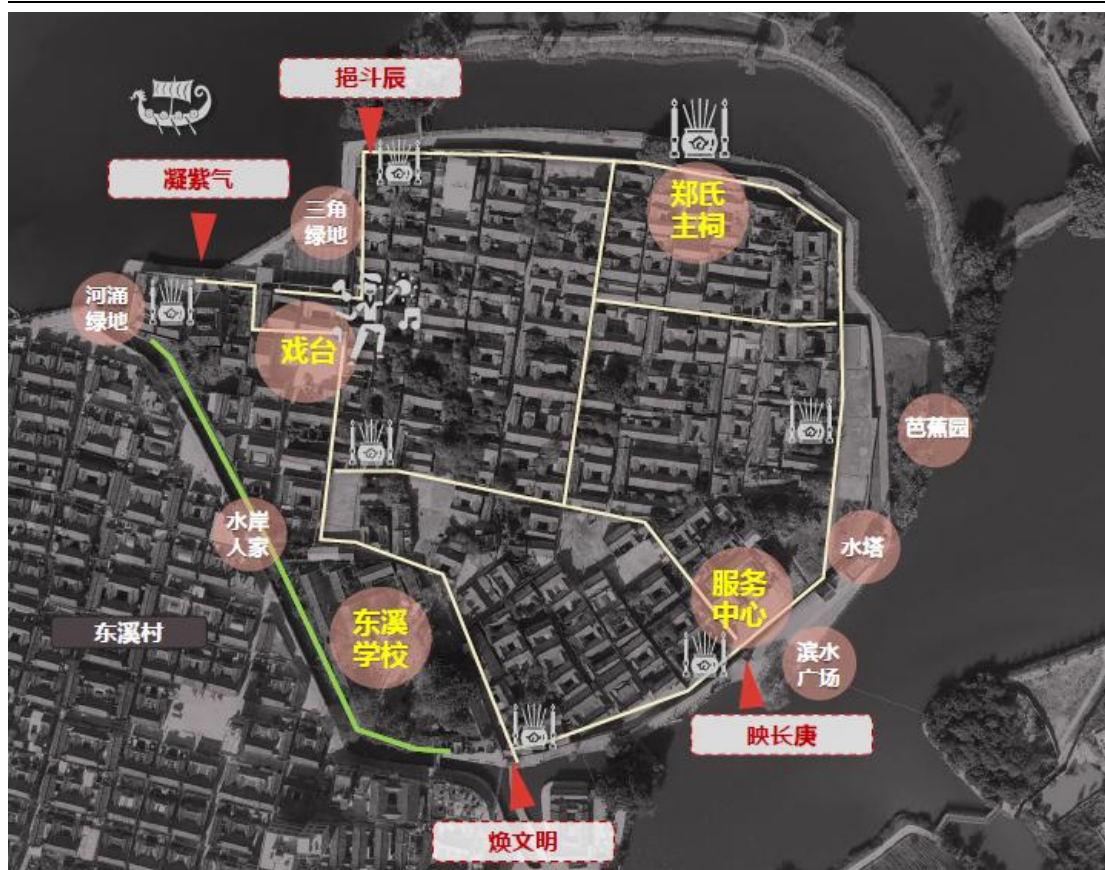 挹斗辰
凝紫气
三角
绿地
郑氏
主祠
河涌
绿地
戏台
芭蕉园
水岸
人家
水塔
服务
中心
东溪
学校
东溪村
滨水
广场
映长庚
焕文明